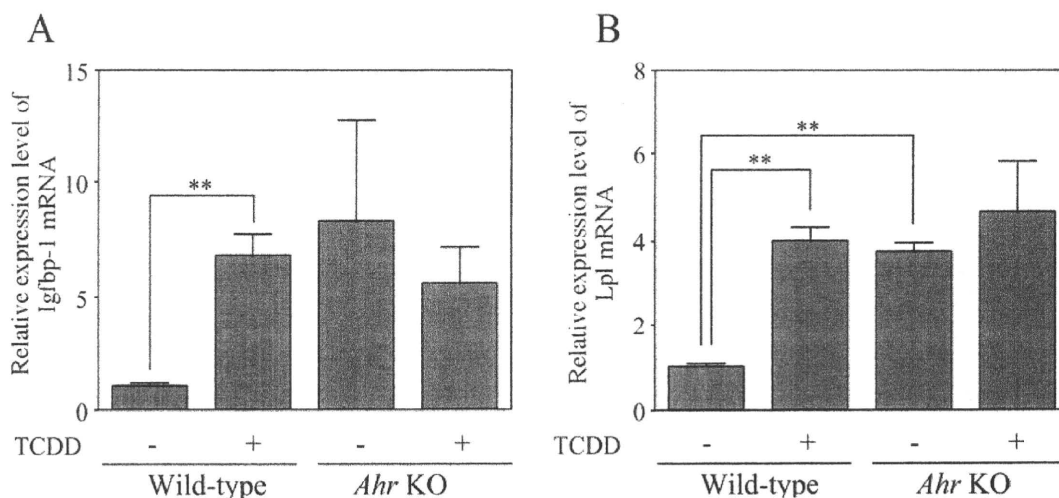 A
Relative expression level of
Igfbp-1 mRNA
15
10
5
0
**
TCDD - + - +
Wild-type Ahr KO
B
Relative expression level of
Lpl mRNA
8
6
4
2
0
**
**
TCDD - + - +
Wild-type Ahr KO